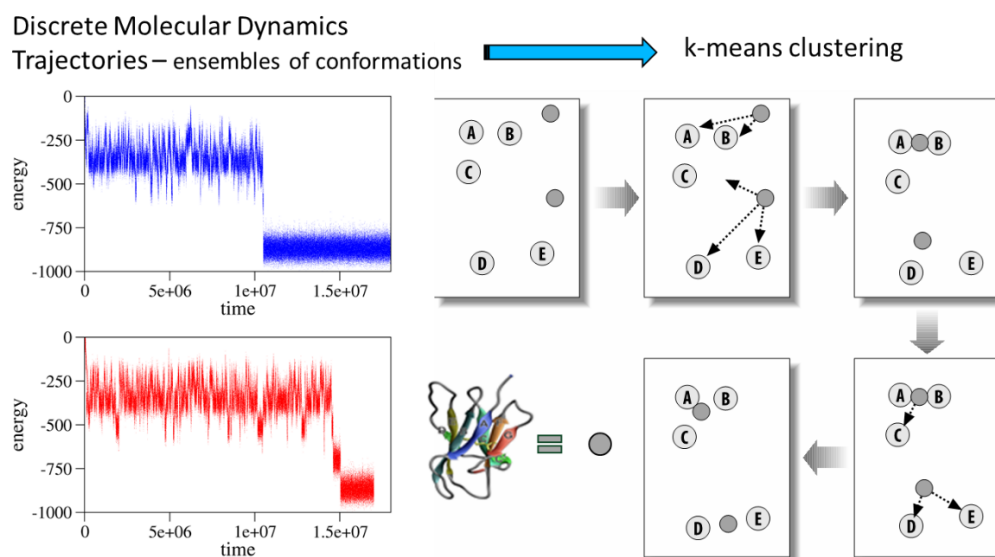 Discrete Molecular Dynamics
Trajectories – ensembles of conformations
k-means clustering
0
-250
-500
-750
-1000
energy
0
5e+06
1e+07
1.5e+07
time
A
B
C
D
E
A
B
C
D
E
A
B
C
D
E
0
-250
-500
-750
-1000
energy
0
5e+06
1e+07
1.5e+07
time
=
A
B
C
D
E
A
B
C
D
E